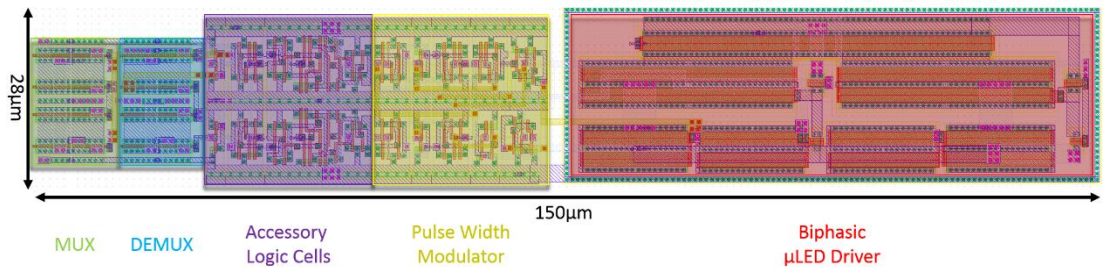 28μm
150μm
MUX
DEMUX
Accessory
Logic Cells
Pulse Width
Modulator
Biphasic
μLED Driver